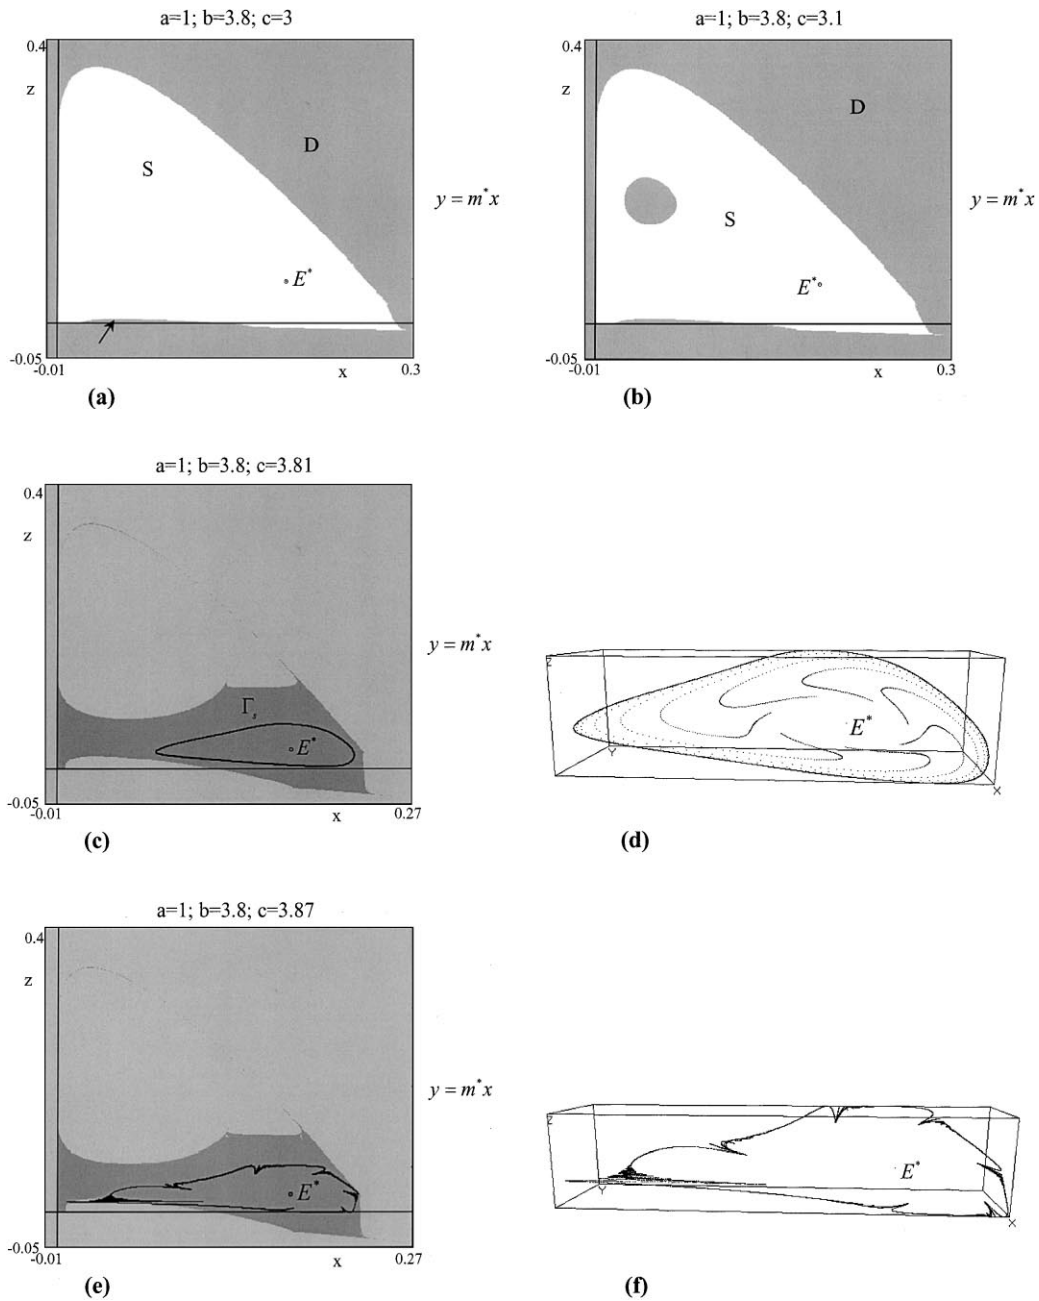 a=1; b=3.8; c=3
0.4
z
S
D
E*
-0.05
-0.01
x
0.3
(a)
y = m*x
a=1; b=3.8; c=3.1
0.4
z
D
S
E*
-0.05
-0.01
x
0.3
(b)
y = m*x
a=1; b=3.8; c=3.81
0.4
z
Γs
E*
-0.05
-0.01
x
0.27
(c)
y = m*x
Z
E*
Y
X
(d)
a=1; b=3.8; c=3.87
0.4
z
E*
-0.05
-0.01
x
0.27
(e)
y = m*x
Z
E*
Y
X
(f)